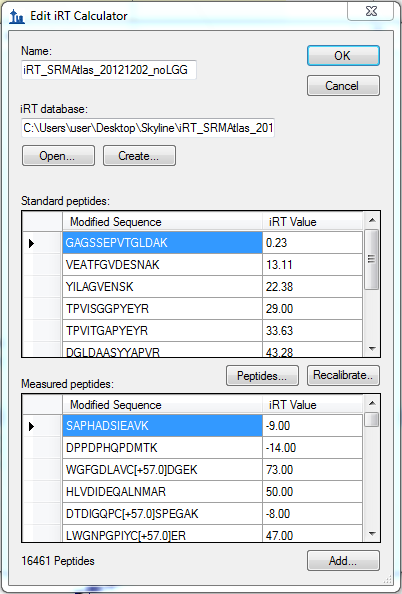 Edit iRT Calculator
Name:
iRT_SRMAtlas_20121202_noLGG
OK
Cancel
iRT database:
C:\Users\user\Desktop\Skyline\iRT_SRMAtlas_201
Open...
Create...
Standard peptides:
Modified Sequence iRT Value
GAGSSEPVTGLDAK 0.23
VEATFGVDESNAK 13.11
YILAGVENSK 22.38
TPVISGGPYEYR 29.00
TPVITGAPYEYR 33.63
DGLDAASYYAPVR 43.28
Peptides...
Recalibrate..
Measured peptides:
Modified Sequence iRT Value
SAPHADSIEAVK -9.00
DPPDPHQPDMTK -14.00
WGFGDLAVC[+57.0]DGEK 73.00
HLVDIDEQALNMAR 50.00
DTDIGQPC[+57.0]SPEGAK -8.00
LWGNPGPIYC[+57.0]ER 47.00
16461 Peptides
Add...